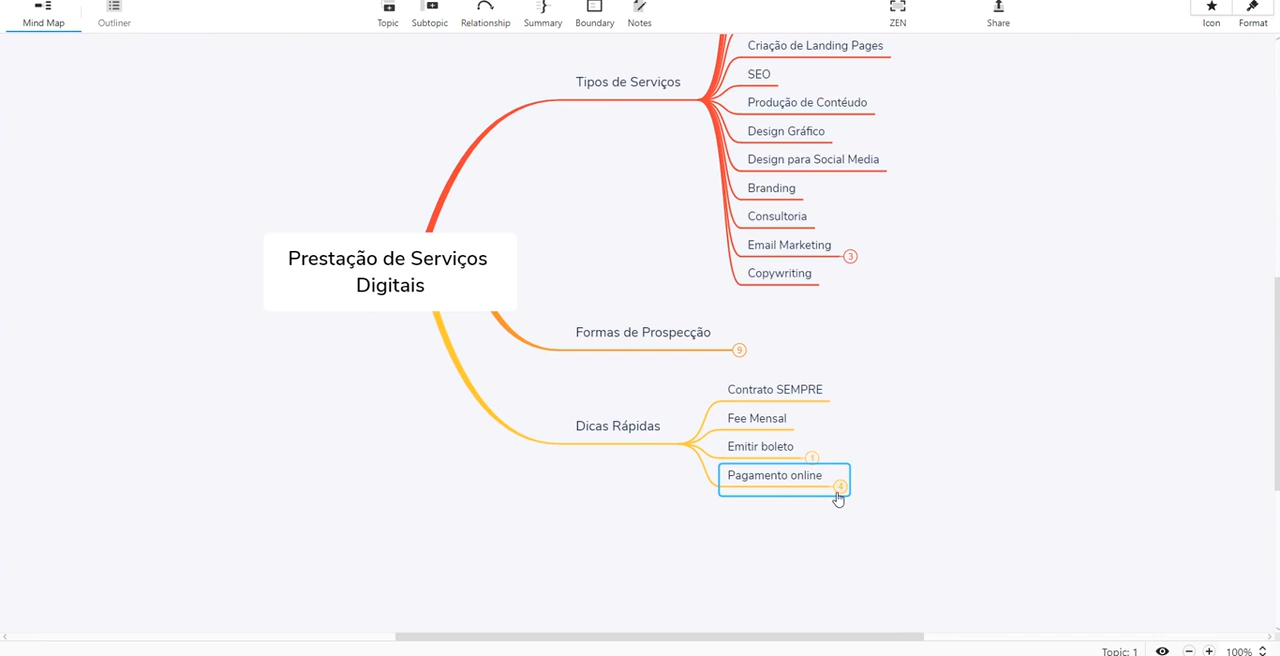 Mind Map
Outliner
Topic
Subtopic
Relationship
Summary
Boundary
Notes
ZEN
Share
Icon
Format
Criação de Landing Pages
Tipos de Serviços
SEO
Produção de Contéudo
Design Gráfico
Design para Social Media
Branding
Consultoria
Email Marketing
3
Copywriting
Prestação de Serviços
Digitais
Formas de Prospecção
9
Dicas Rápidas
Contrato SEMPRE
Fee Mensal
Emitir boleto
1
Pagamento online
4
Topic: 1
100%